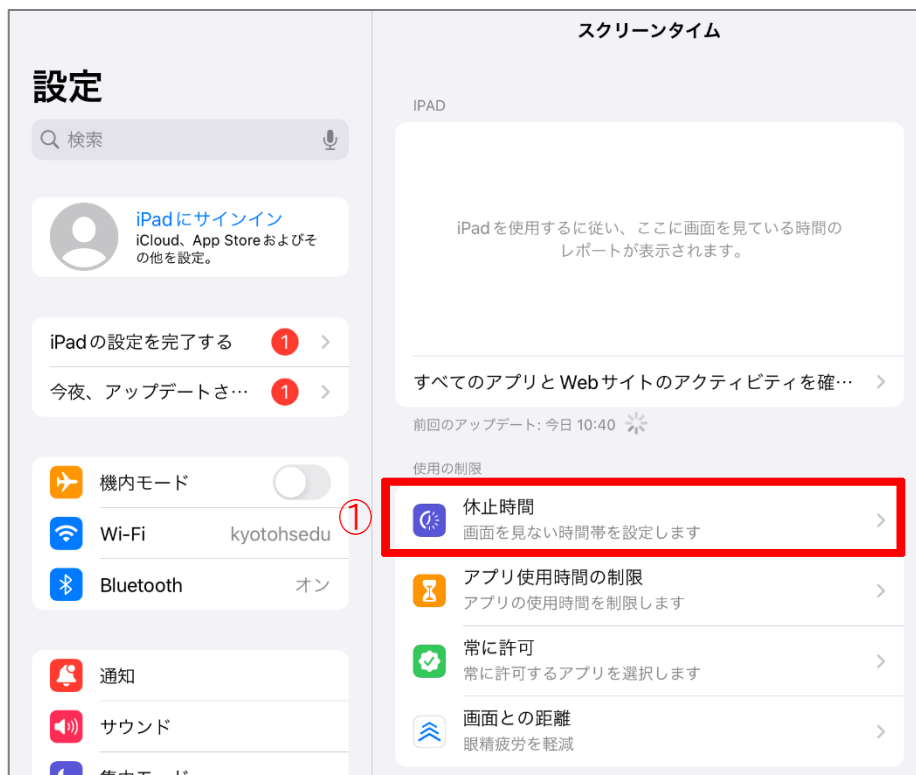 設定
検索
iPadにサインイン
iCloud、App Storeおよびそ
の他を設定。
iPadの設定を完了する 1
今夜、アップデートさ… 1
機内モード
Wi-Fi kyotohsedu
Bluetooth オン
通知
サウンド
集中モード
スクリーンタイム
IPAD
iPadを使用するに従い、ここに画面を見ている時間の
レポートが表示されます。
すべてのアプリとWebサイトのアクティビティを確…
前回のアップデート: 今日 10:40
使用の制限
①
休止時間
画面を見ない時間帯を設定します
アプリ使用時間の制限
アプリの使用時間を制限します
常に許可
常に許可するアプリを選択します
画面との距離
眼精疲労を軽減